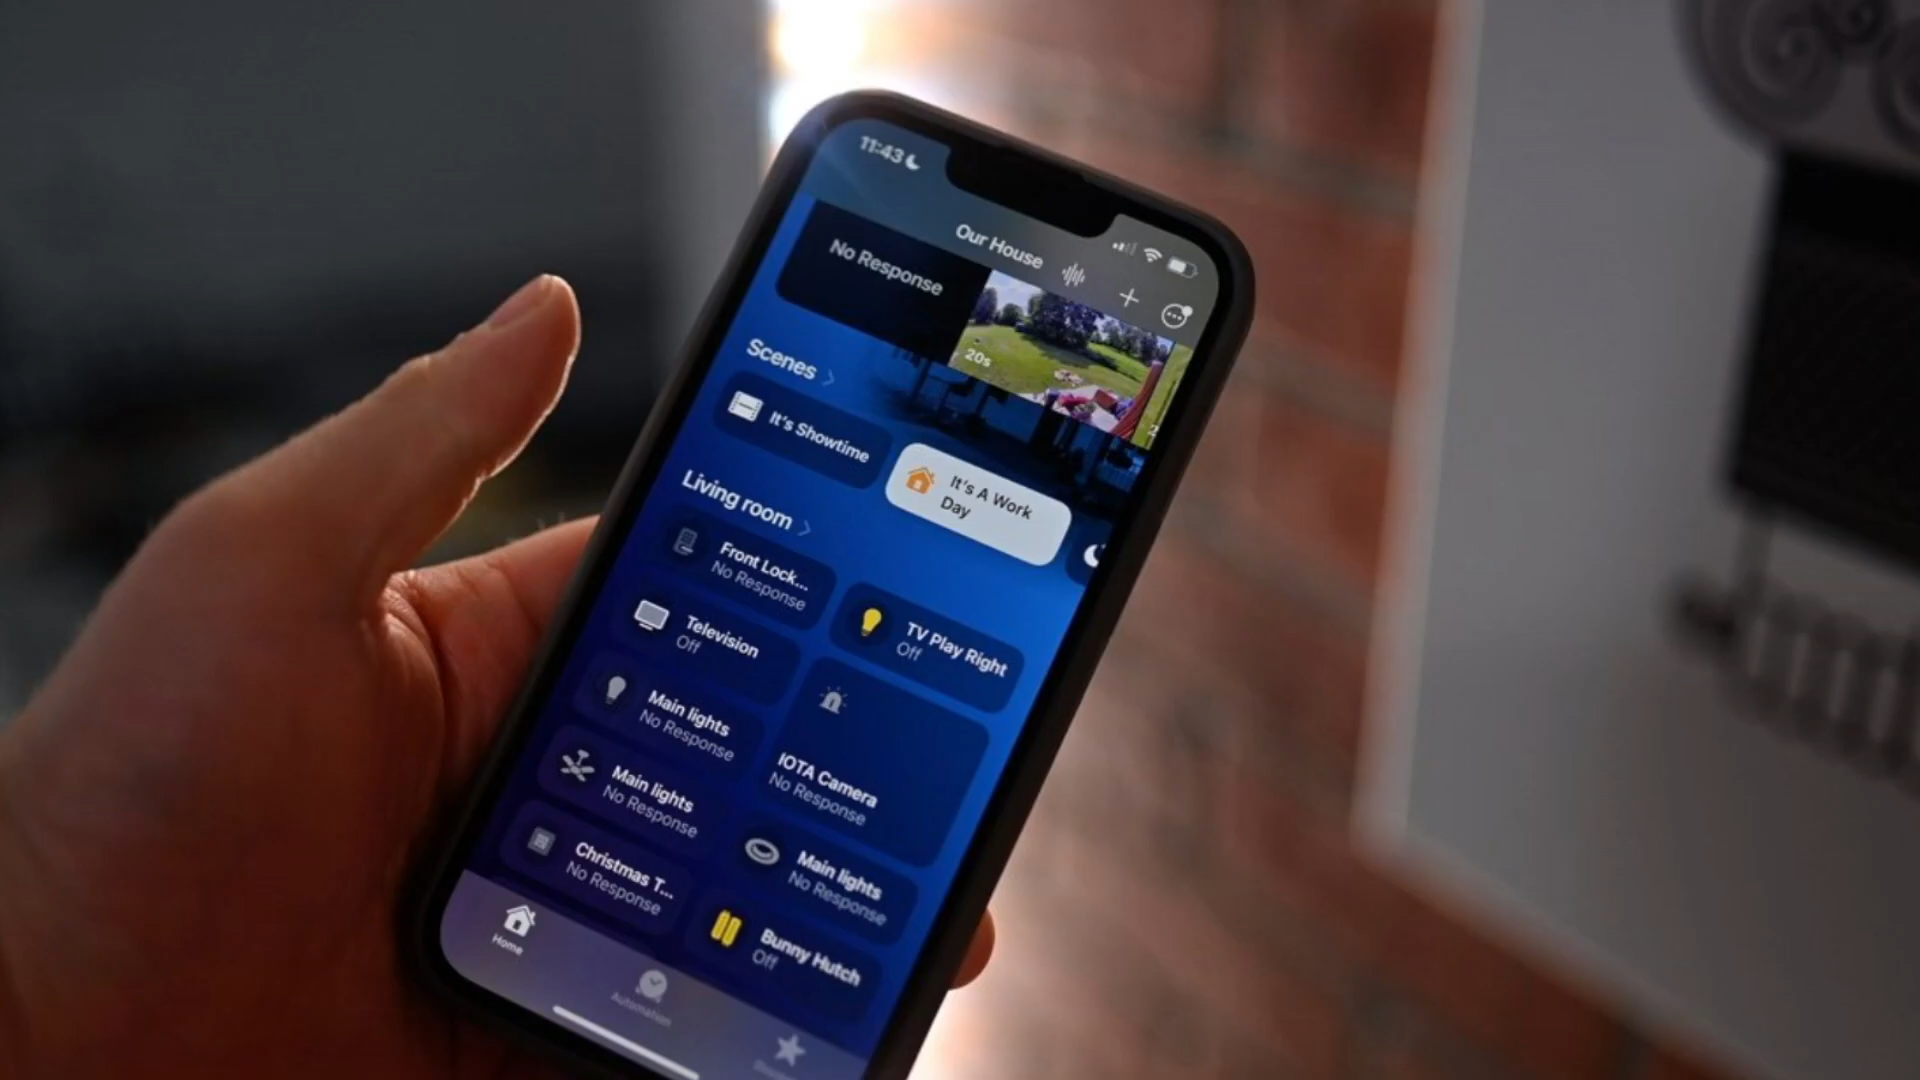 11:43
Our House
No Response
20s
2
Scenes
It's Showtime
It's A Work
Day
Living room
Front Lock...
No Response
TV Play Right
Off
Television
Off
Main lights
No Response
IOTA Camera
No Response
Main lights
No Response
Main lights
No Response
Christmas T...
No Response
Bunny Hutch
Off
Home
Automation